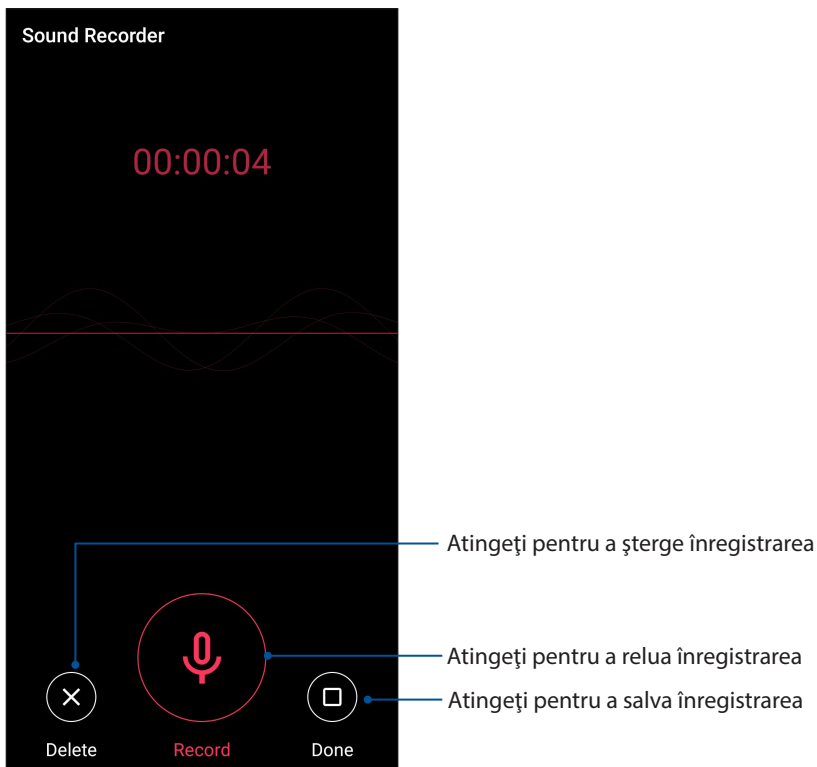 Sound Recorder
00:00:04
Atingeţi pentru a şterge înregistrarea
Atingeţi pentru a relua înregistrarea
Atingeţi pentru a salva înregistrarea
Delete
Record
Done